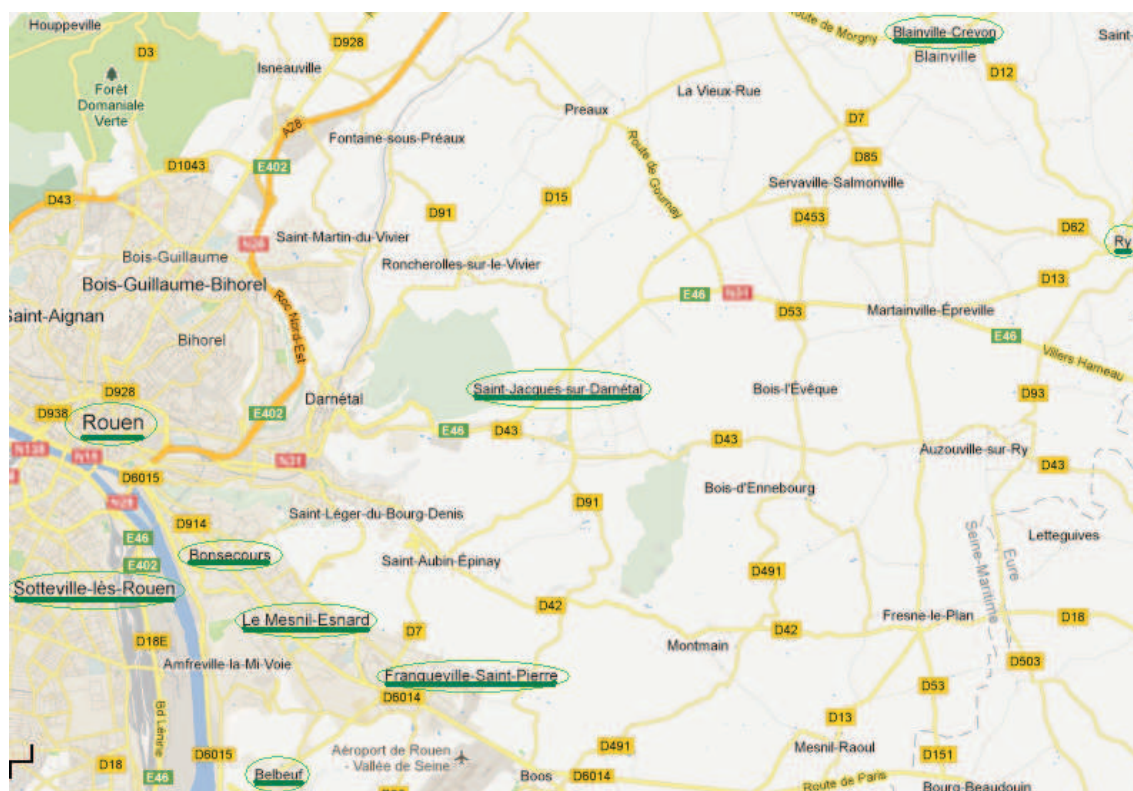 Houppeville
D3
D928
Isneauville
Forêt
Domaniale
Verte
A28
Fontaine-sous-Préaux
Preaux
La Vieux-Rue
Route de Morgny
Blainville-Crevon
Blainville
Saint-
D12
D7
D85
Route de Gournay
Servaville-Salmonville
D1043
E402
D43
D91
D15
D453
D62
Ry
N28
Saint-Martin-du-Vivier
Bois-Guillaume
Roncherolles-sur-le-Vivier
Bois-Guillaume-Bihorel
Roc Nord-Est
D13
E46
N31
D53
Martainville-Épreville
Saint-Aignan
Bihorel
E46
Villers Hameau
D928
Darnétal
Saint-Jacques-sur-Darnétal
Bois-l'Évêque
D93
D938
Rouen
E402
E46
D43
D43
Auzouville-sur-Ry
N138
N15
N31
D6015
D43
Bois-d'Ennebourg
N28
D91
D914
Saint-Léger-du-Bourg-Denis
E46
Seine-Maritime
Eure
Letteguives
Bonsecours
Saint-Aubin-Épinay
E402
D491
Sotteville-lès-Rouen
D42
Le Mesnil-Esnard
D7
D42
Fresne-le-Plan
D18
D18E
Montmain
Amfreville-la-Mi-Voie
D503
Franqueville-Saint-Pierre
D53
D6014
Bd Lénine
D13
D6015
Aéroport de Rouen
- Vallée de Seine
D491
Mesnil-Raoul
D151
D18
E46
Belbeuf
Boos
D6014
Route de Paris
Bourg-Beaudouin